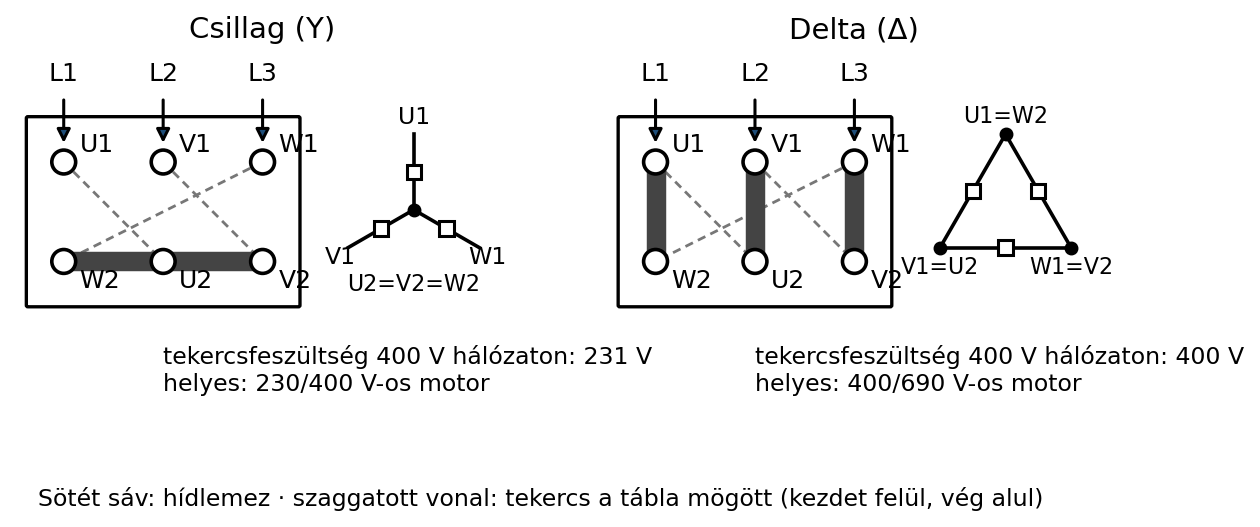 Csillag (Y)
L1 L2 L3
U1 V1 W1
W2 U2 V2
U1
V1 W1
U2=V2=W2
tekercsfeszültség 400 V hálózaton: 231 V
helyes: 230/400 V-os motor
Delta (Δ)
L1 L2 L3
U1 V1 W1
W2 U2 V2
U1=W2
V1=U2 W1=V2
tekercsfeszültség 400 V hálózaton: 400 V
helyes: 400/690 V-os motor
Sötét sáv: hídlemez · szaggatott vonal: tekercs a tábla mögött (kezdet felül, vég alul)